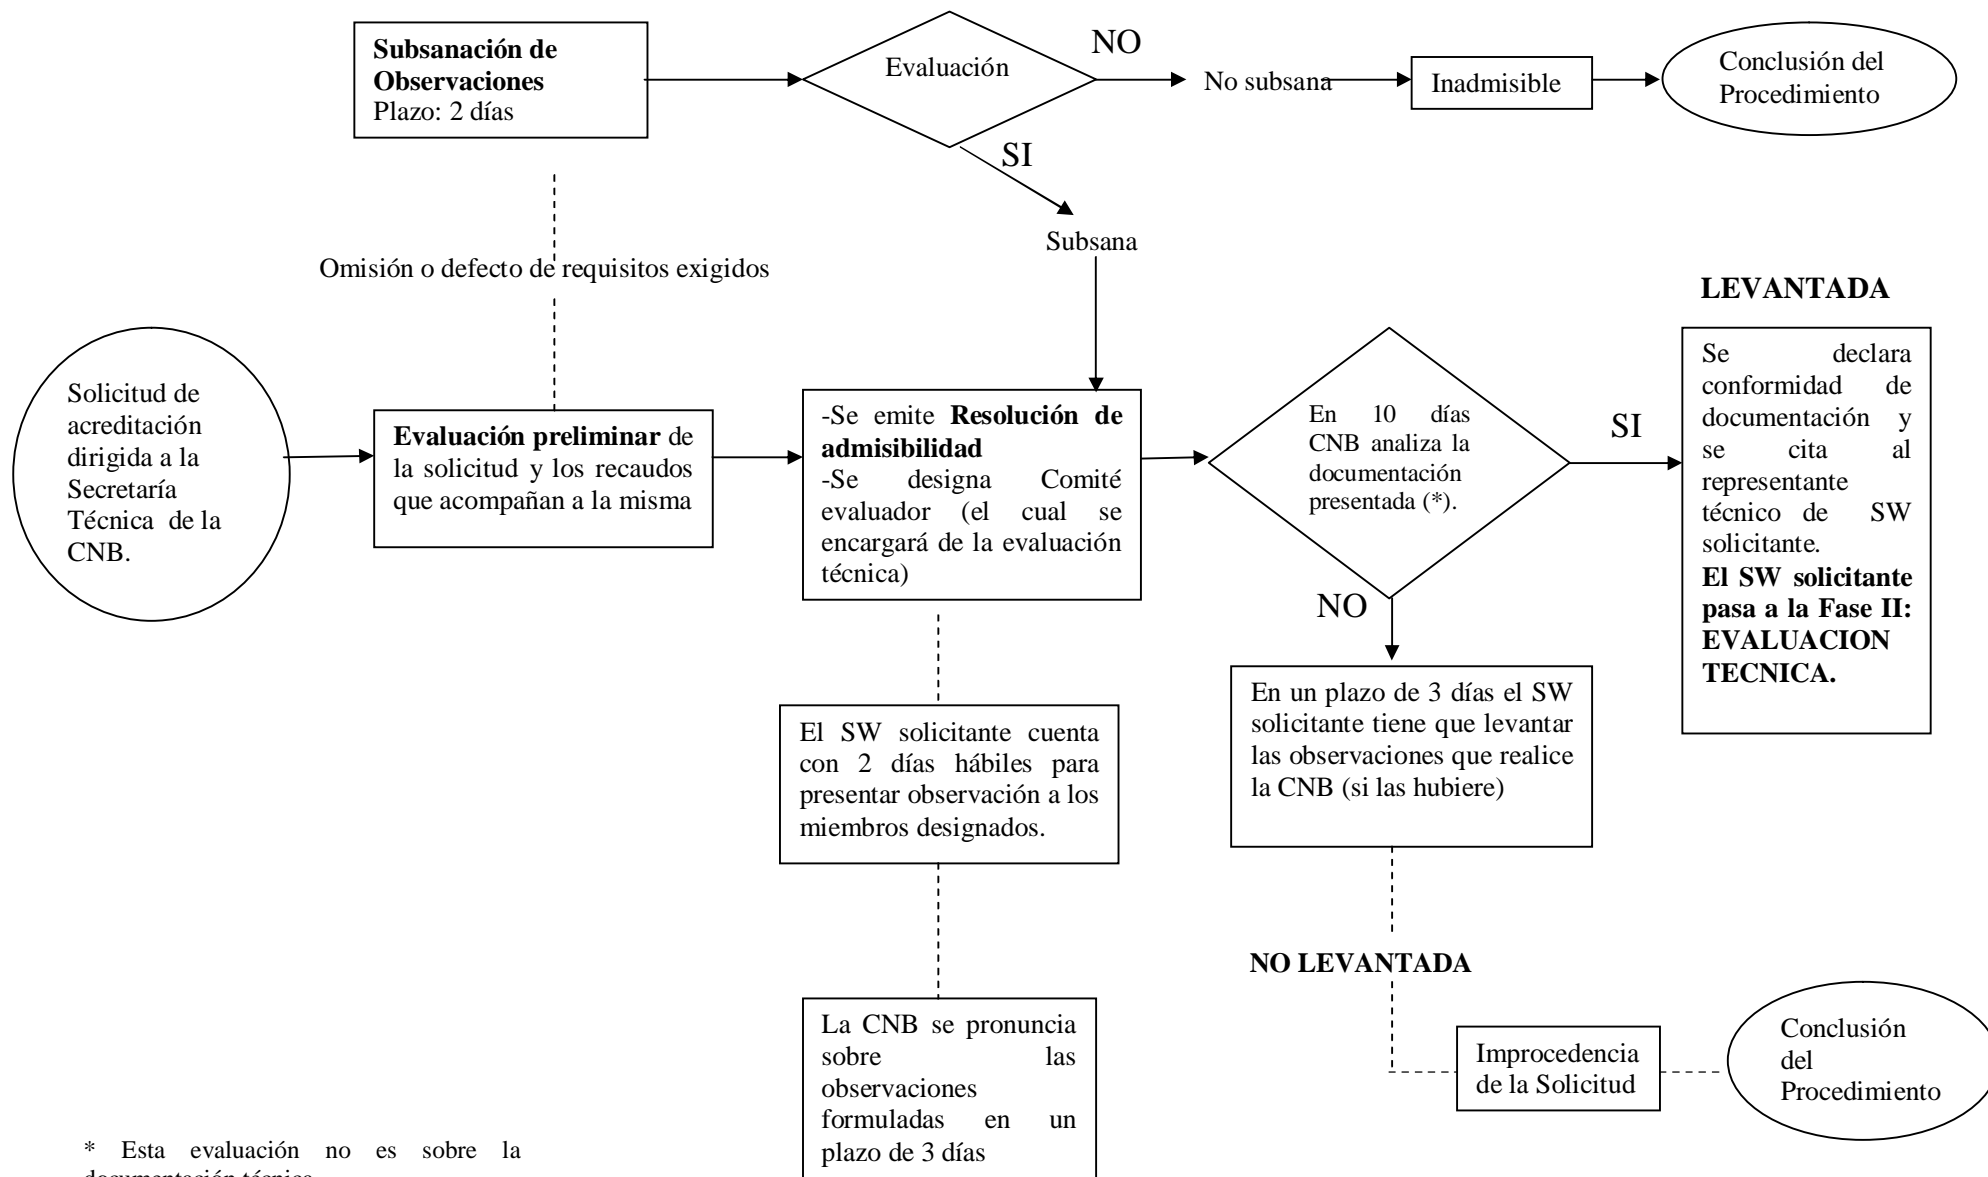 Subsanación de
Observaciones
Plazo: 2 días
Evaluación
NO
No subsana
Inadmisible
Conclusión del
Procedimiento
SI
Subsana
Omisión o defecto de requisitos exigidos
Solicitud de
acreditación
dirigida a la
Secretaría
Técnica de la
CNB.
Evaluación preliminar de
la solicitud y los recaudos
que acompañan a la misma
-Se emite Resolución de
admisibilidad
-Se designa Comité
evaluador (el cual se
encargará de la evaluación
técnica)
En 10 días
CNB analiza la
documentación
presentada (*).
SI
LEVANTADA
Se declara
conformidad de
documentación y
se cita al
representante
técnico de SW
solicitante.
El SW solicitante
pasa a la Fase II:
EVALUACION
TECNICA.
NO
En un plazo de 3 días el SW
solicitante tiene que levantar
las observaciones que realice
la CNB (si las hubiere)
El SW solicitante cuenta
con 2 días hábiles para
presentar observación a los
miembros designados.
NO LEVANTADA
La CNB se pronuncia
sobre las
observaciones
formuladas en un
plazo de 3 días
Improcedencia
de la Solicitud
Conclusión
del
Procedimiento
* Esta evaluación no es sobre la
documentación técnica